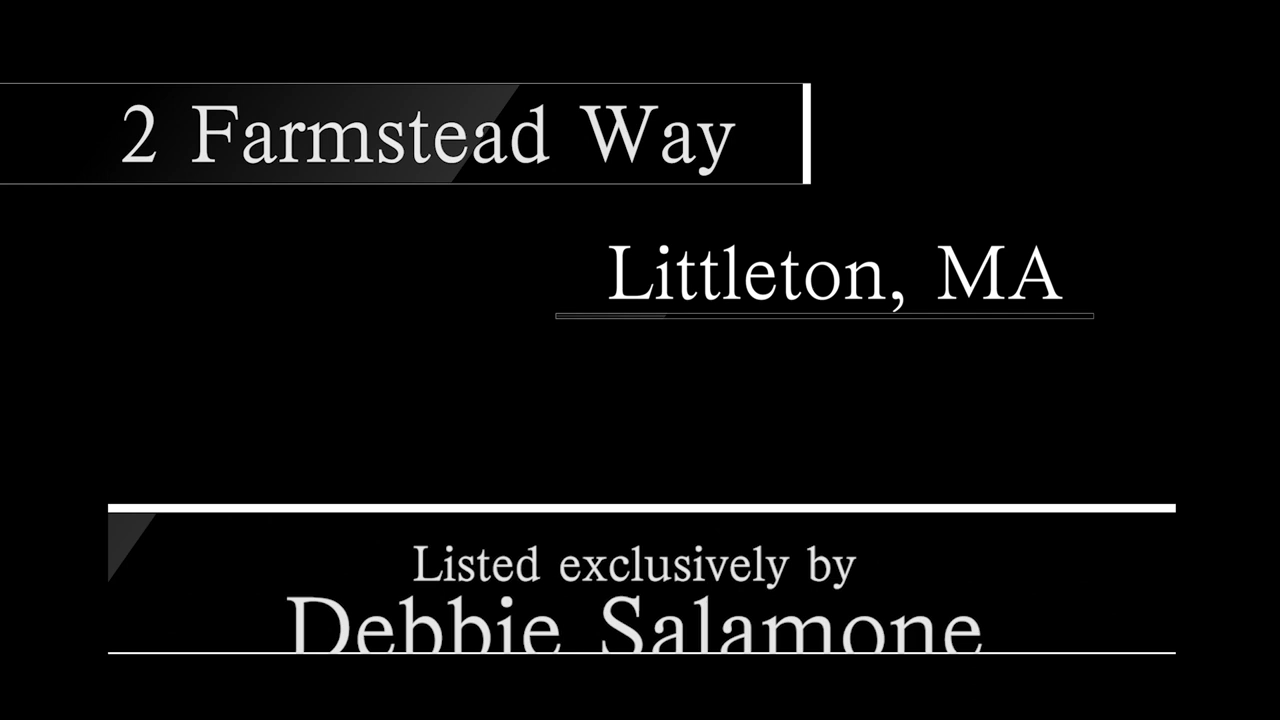 2 Farmstead Way
Littleton, MA
Listed exclusively by
Debbie Salamone